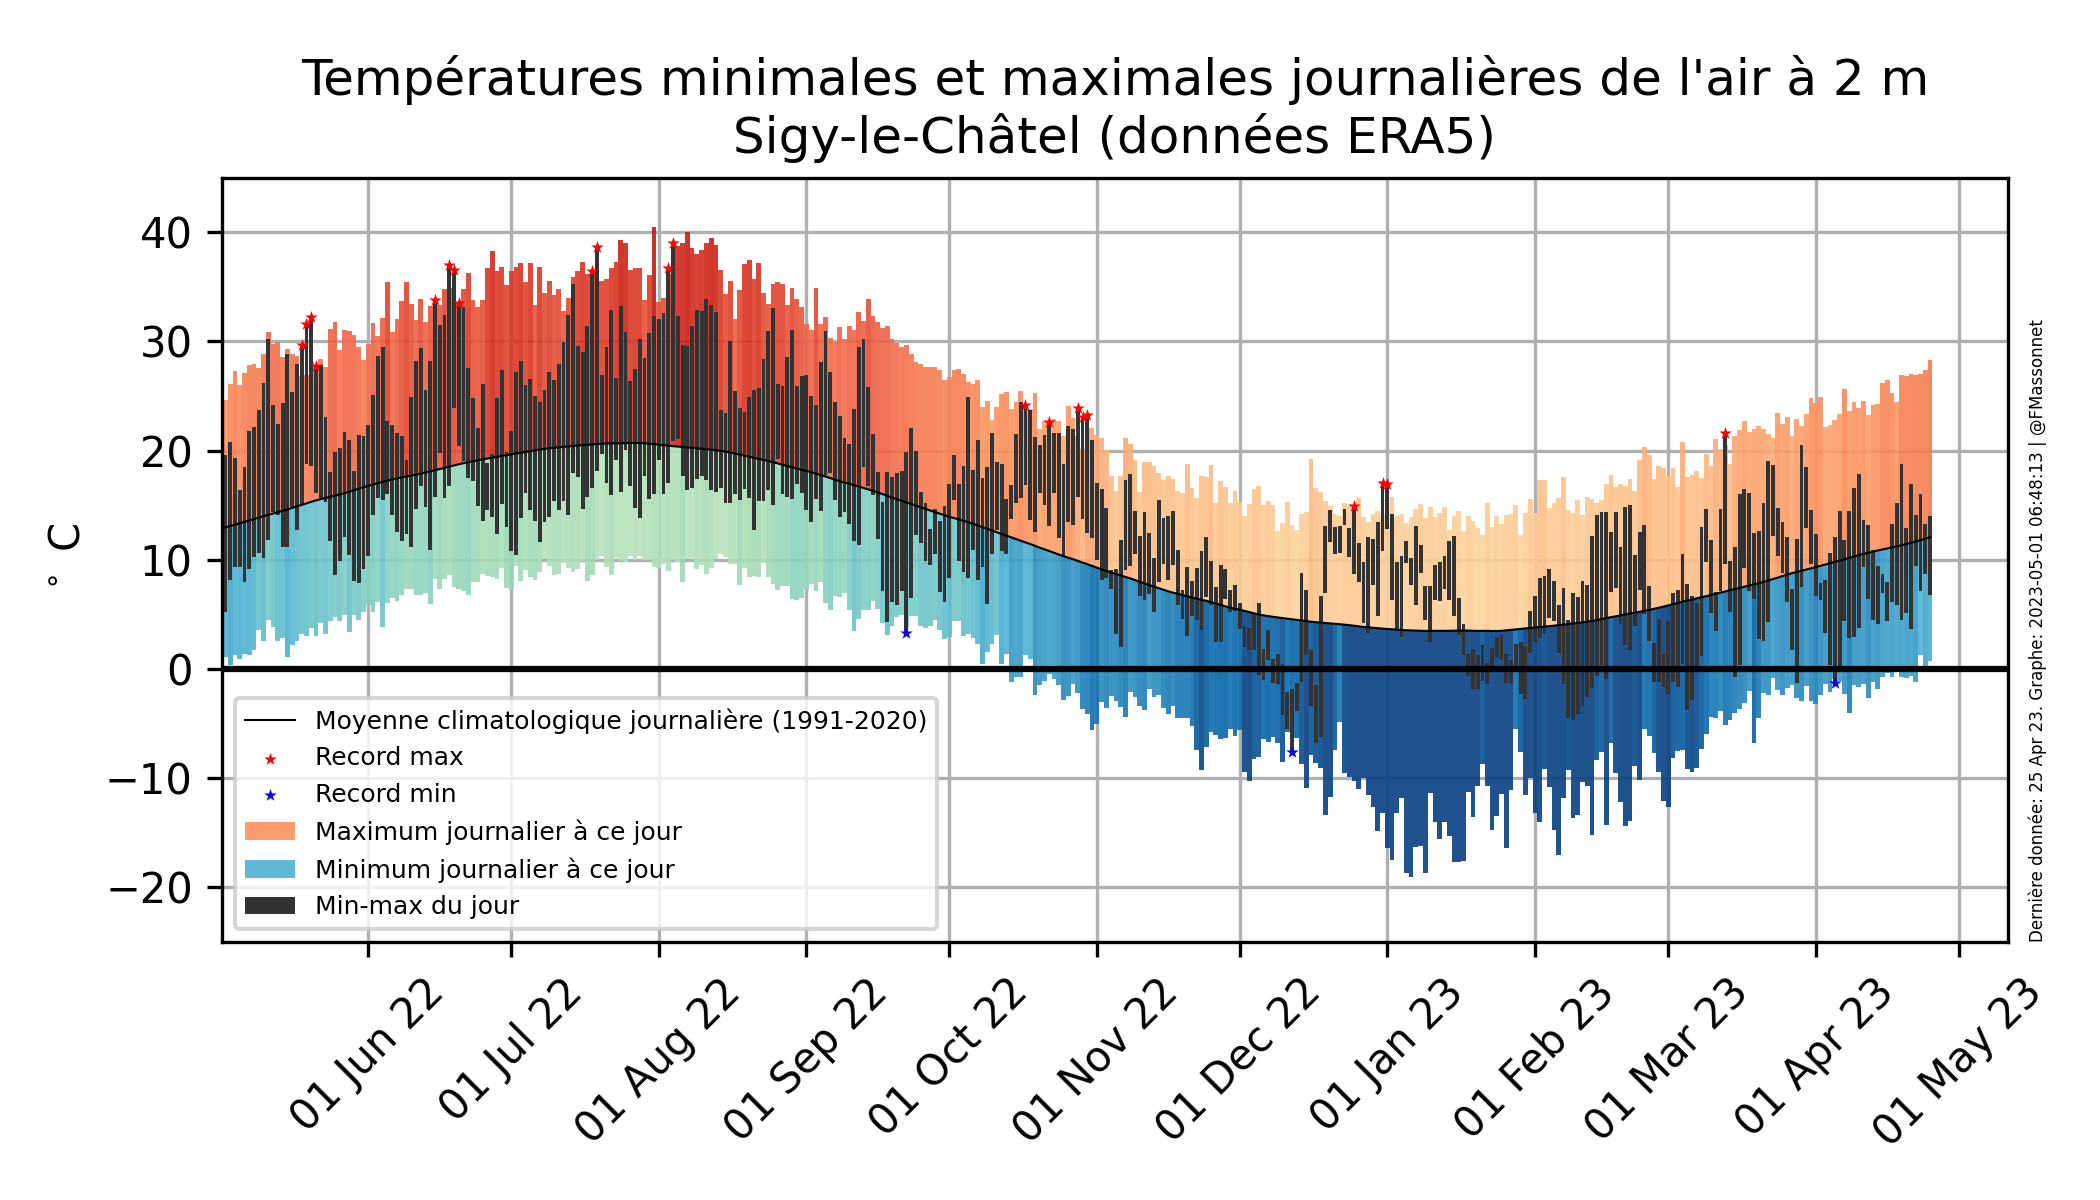 Températures minimales et maximales journalières de l'air à 2 m
Sigy-le-Châtel (données ERA5)
40
30
20
10
0
−10
−20
° C
Moyenne climatologique journalière (1991-2020)
Record max
Record min
Maximum journalier à ce jour
Minimum journalier à ce jour
Min-max du jour
01 Jun 22
01 Jul 22
01 Aug 22
01 Sep 22
01 Oct 22
01 Nov 22
01 Dec 22
01 Jan 23
01 Feb 23
01 Mar 23
01 Apr 23
01 May 23
Dernière donnée: 25 Apr 23. Graphe: 2023-05-01 06:48:13 | @FMassonnet